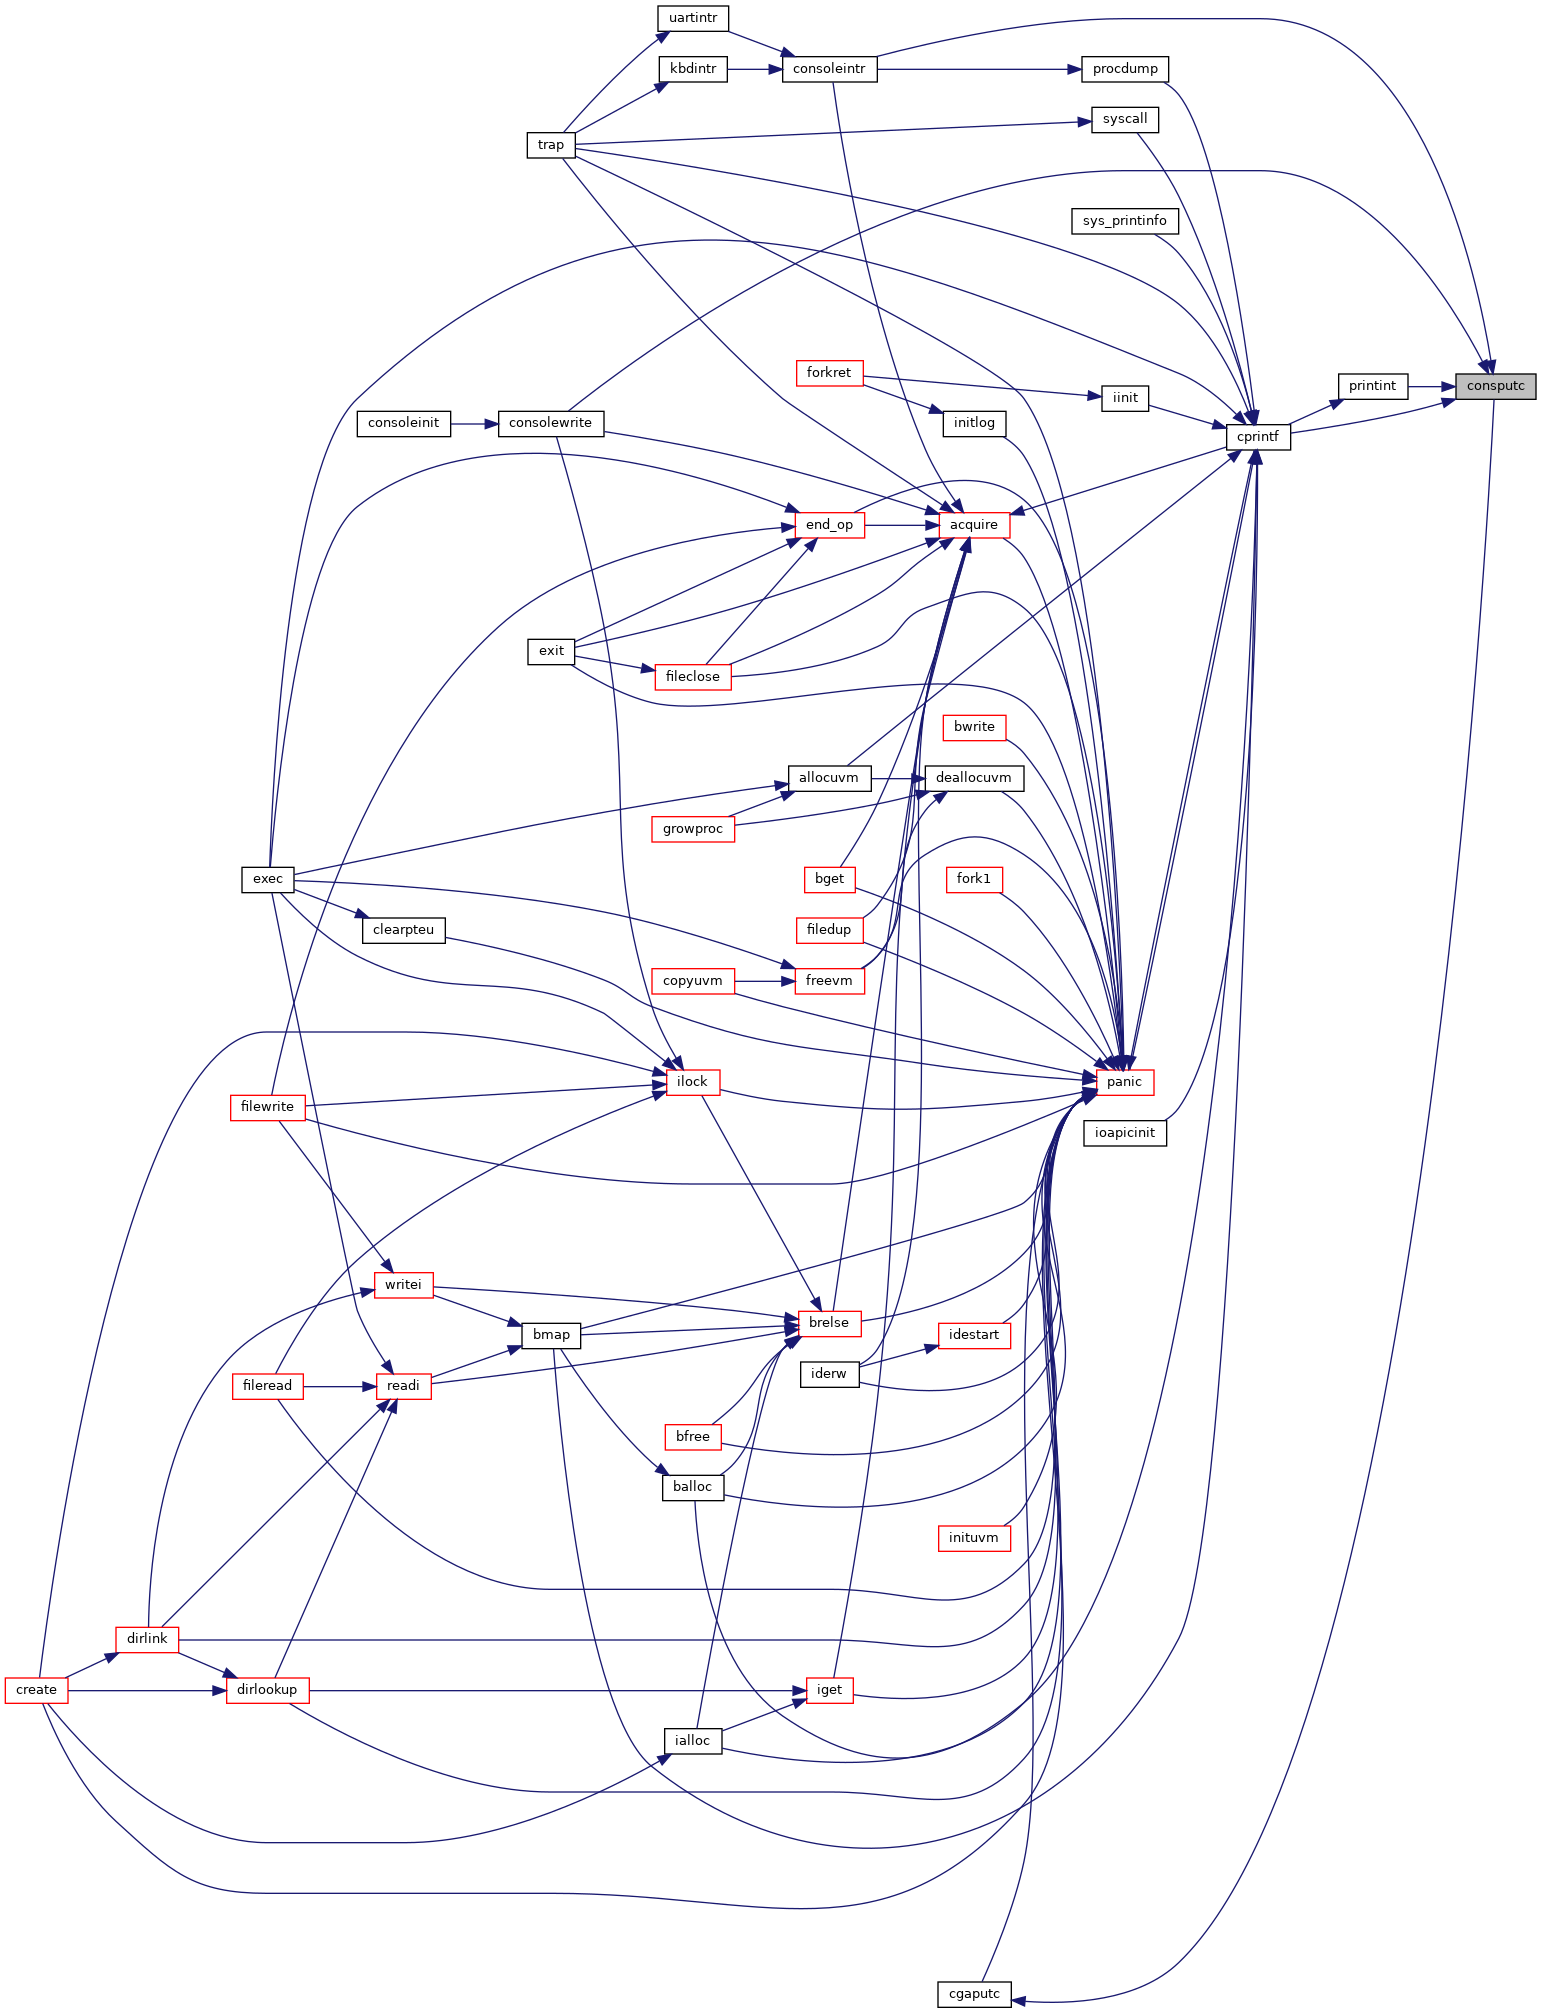 uartintr
kbdintr
consoleintr
procdump
syscall
trap
sys_printinfo
forkret
iinit
printint
consputc
consoleinit
consolewrite
initlog
cprintf
end_op
acquire
exit
fileclose
bwrite
allocuvm
deallocuvm
growproc
exec
bget
fork1
clearpteu
filedup
copyuvm
freevm
ilock
panic
filewrite
ioapicinit
writei
bmap
brelse
idestart
iderw
fileread
readi
bfree
balloc
inituvm
dirlink
create
dirlookup
iget
ialloc
cgaputc